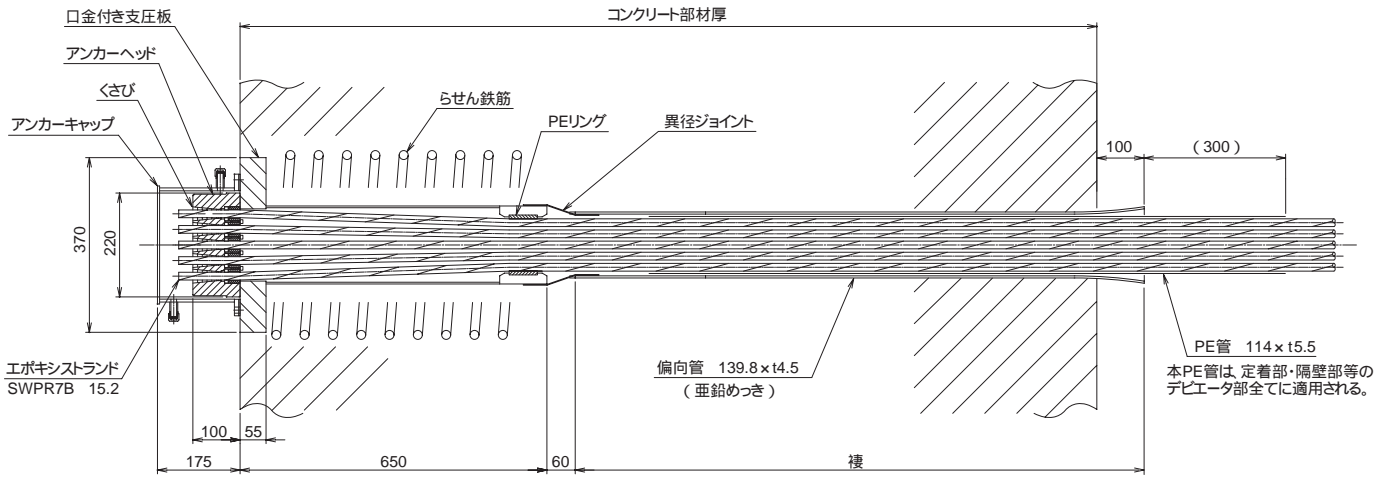 口金付き支圧板
コンクリート部材厚
アンカーヘッド
くさび
アンカーキャップ
らせん鉄筋
PEリング
異径ジョイント
100
(300)
370
220
エポキシストランド
SWPR7B 15.2
偏向管 139.8×t4.5
(亜鉛めっき)
PE管 114×t5.5
本PE管は、定着部・隔壁部等の
デビエータ部全てに適用される。
100
55
175
650
60
褄